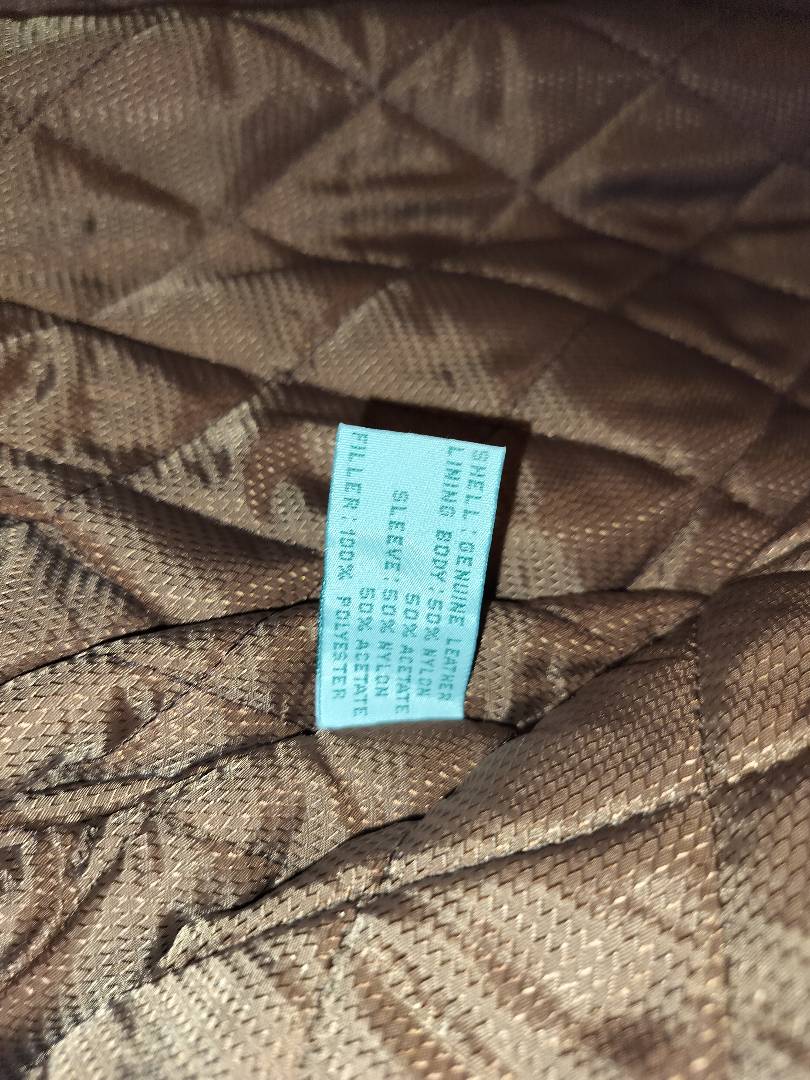 SHELL:GENUINE LEATHER
LINING BODY:50% NYLON
50% ACETATE
SLEEVE:50% NYLON
50% ACETATE
FILLER:100% POLYESTER